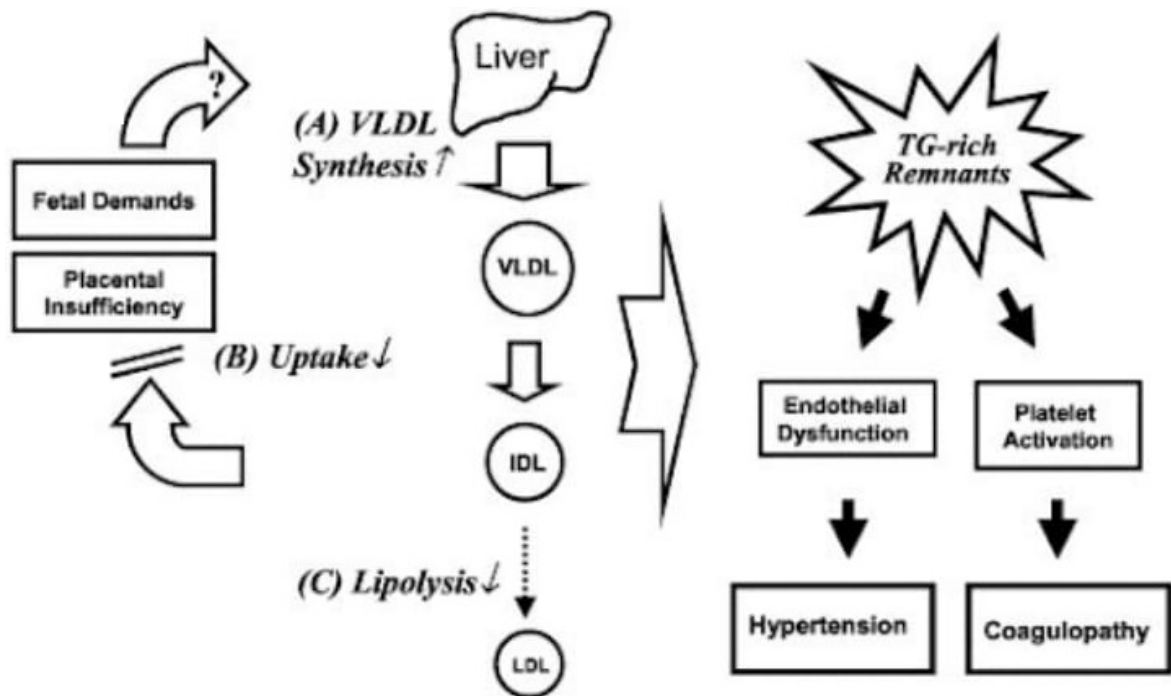 Liver
?
(A) VLDL
Synthesis ↑
Fetal Demands
Placental
Insufficiency
(B) Uptake ↓
VLDL
IDL
(C) Lipolysis ↓
LDL
TG-rich
Remnants
Endothelial
Dysfunction
Platelet
Activation
Hypertension
Coagulopathy